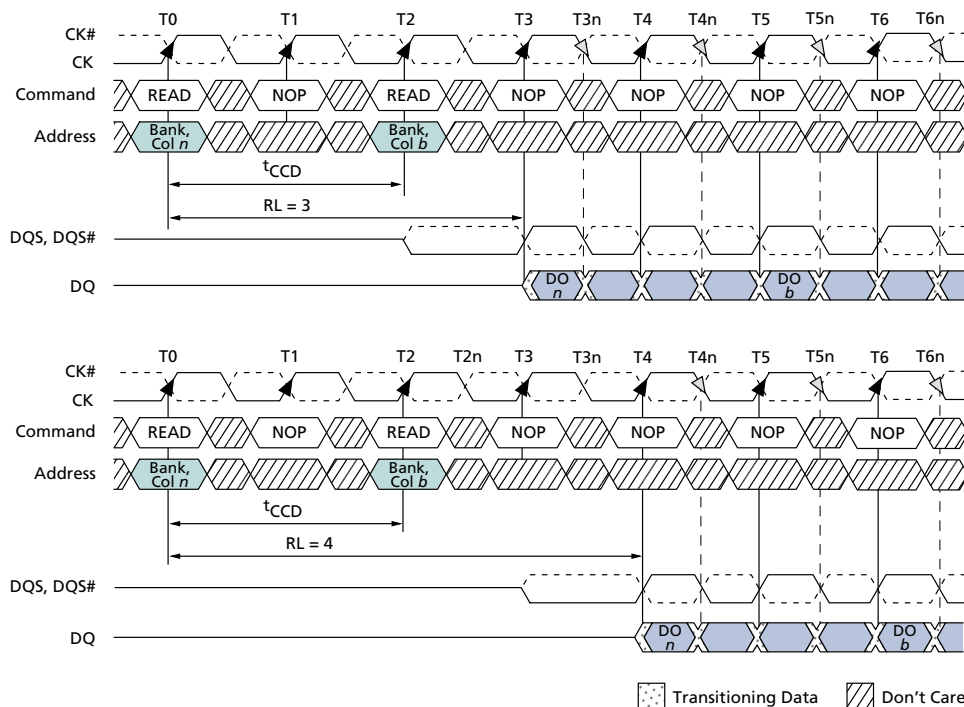 T0 T1 T2 T3 T3n T4 T4n T5 T5n T6 T6n
CK#
CK
Command READ NOP READ NOP NOP NOP NOP
Address Bank, Col n Bank, Col b
tCCD
RL = 3
DQS, DQS#
DQ DO n DO b
T0 T1 T2 T2n T3 T3n T4 T4n T5 T5n T6 T6n
CK#
CK
Command READ NOP READ NOP NOP NOP NOP
Address Bank, Col n Bank, Col b
tCCD
RL = 4
DQS, DQS#
DQ DO n DO b
Transitioning Data Don't Care